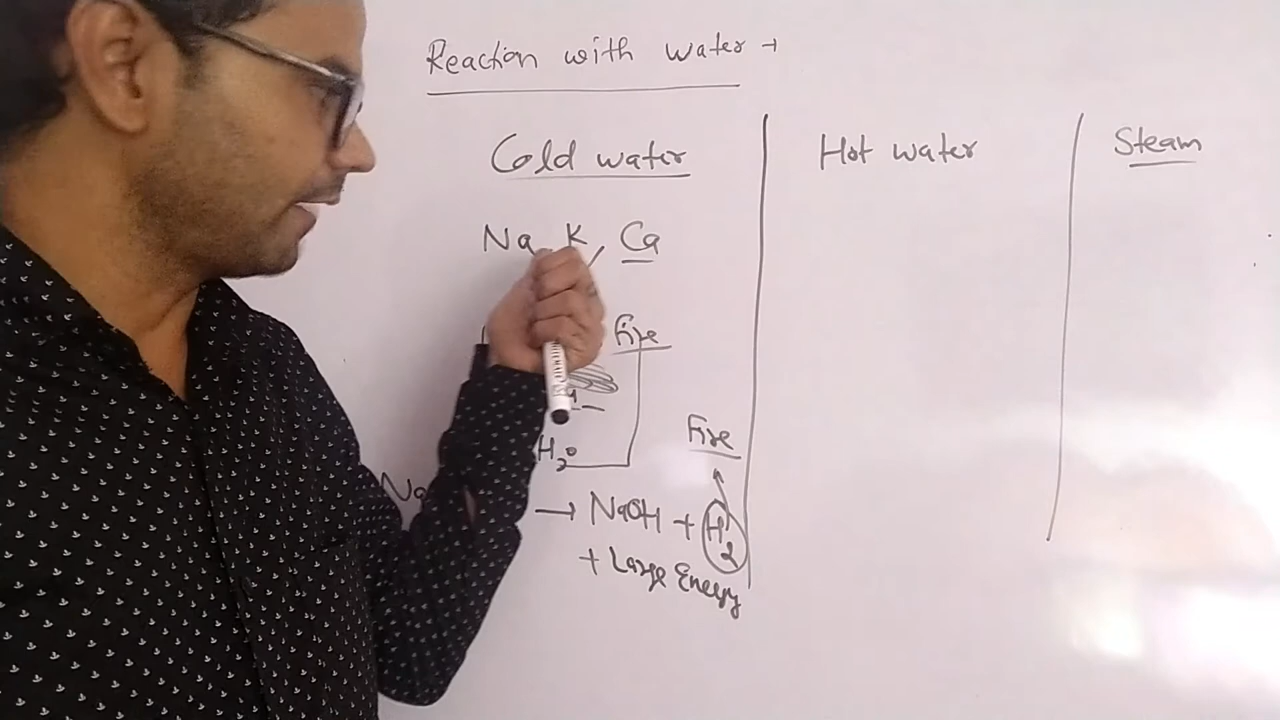 Reaction with water →
Cold water
Hot water
Steam
Na K, Ca
Fire
H₂O
Fire
Na → NaOH + H₂
+ Large Energy